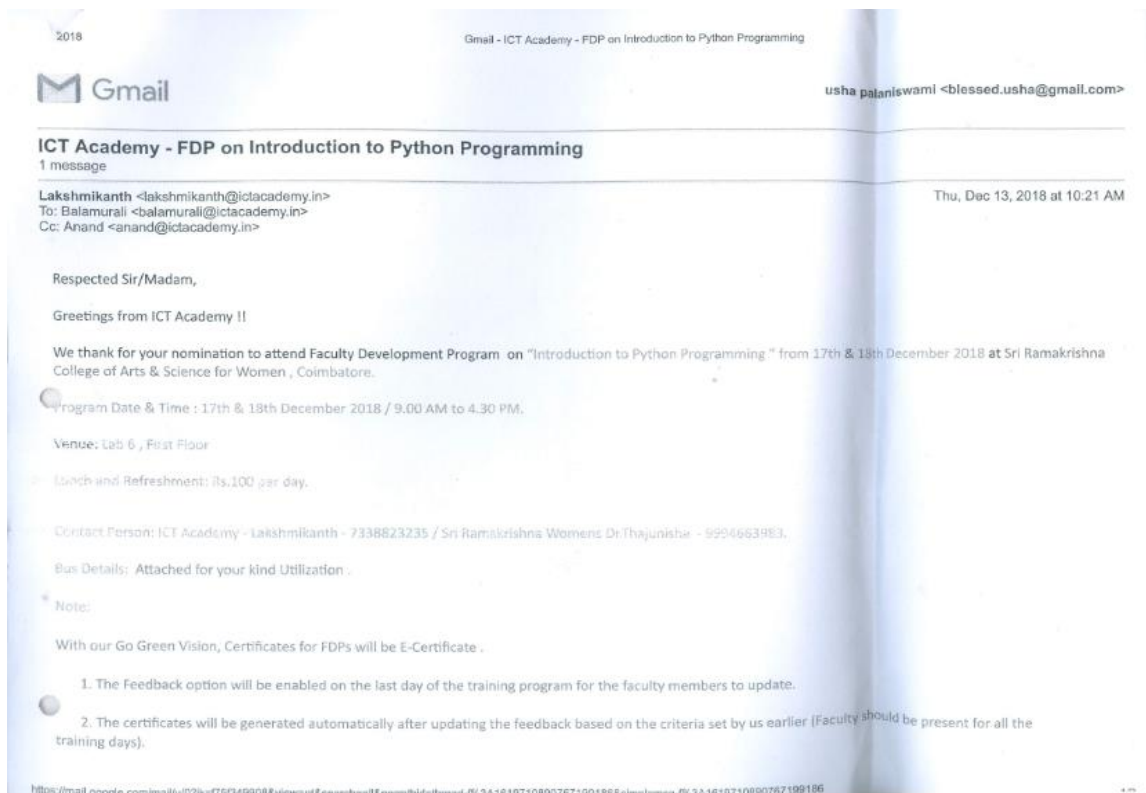 2018 Gmail - ICT Academy - FDP on Introduction to Python Programming
Gmail usha palaniswami <blessed.usha@gmail.com>
ICT Academy - FDP on Introduction to Python Programming
1 message
Lakshmikanth <lakshmikanth@ictacademy.in> Thu, Dec 13, 2018 at 10:21 AM
To: Balamurali <balamurali@ictacademy.in>
Cc: Anand <anand@ictacademy.in>
Respected Sir/Madam,
Greetings from ICT Academy !!
We thank for your nomination to attend Faculty Development Program on "Introduction to Python Programming " from 17th & 18th December 2018 at Sri Ramakrishna
College of Arts & Science for Women , Coimbatore.
Program Date & Time : 17th & 18th December 2018 / 9.00 AM to 4.30 PM.
Venue: Lab 6 , First Floor
Lunch and Refreshment: Rs.100 per day.
Contact Person: ICT Academy - Lakshmikanth - 7338823235 / Sri Ramakrishna Womens Dr.Thajunisha - 9994663983.
Bus Details: Attached for your kind Utilization .
Note:
With our Go Green Vision, Certificates for FDPs will be E-Certificate .
1. The Feedback option will be enabled on the last day of the training program for the faculty members to update.
2. The certificates will be generated automatically after updating the feedback based on the criteria set by us earlier (Faculty should be present for all the
training days).